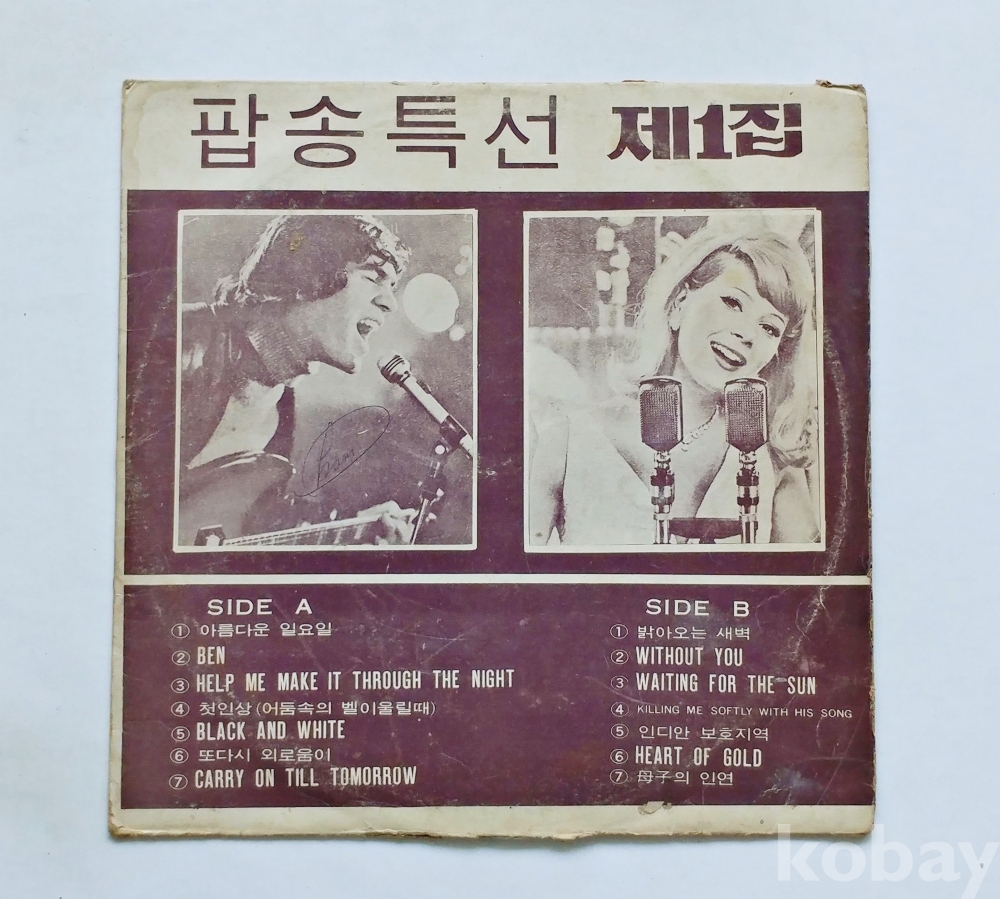 팝송특선 제1집
SIDE A
① 아름다운 일요일
② BEN
③ HELP ME MAKE IT THROUGH THE NIGHT
④ 첫인상(어둠속의 벨이울릴때)
⑤ BLACK AND WHITE
⑥ 또다시 외로움이
⑦ CARRY ON TILL TOMORROW
SIDE B
① 밝아오는 새벽
② WITHOUT YOU
③ WAITING FOR THE SUN
④ KILLING ME SOFTLY WITH HIS SONG
⑤ 인디안 보호지역
⑥ HEART OF GOLD
⑦ 母子의 인연
kobay